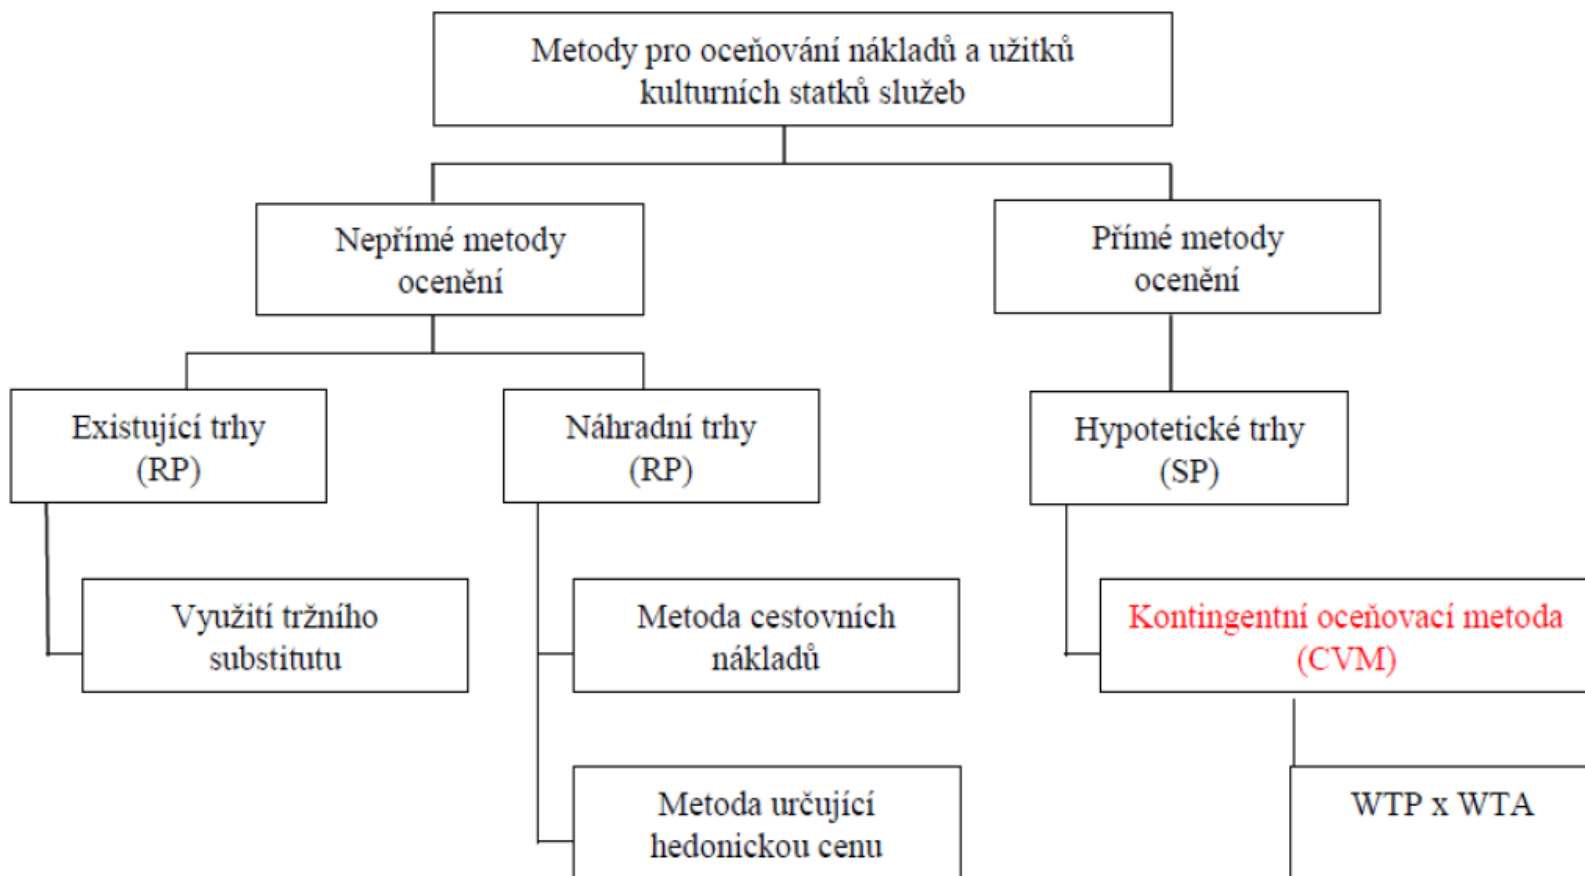 Metody pro oceňování nákladů a užitků
kulturních statků služeb
Nepřímé metody
ocenění
Přímé metody
ocenění
Existující trhy
(RP)
Náhradní trhy
(RP)
Hypotetické trhy
(SP)
Využití tržního
substitutu
Metoda cestovních
nákladů
Kontingentní oceňovací metoda
(CVM)
Metoda určující
hedonickou cenu
WTP x WTA